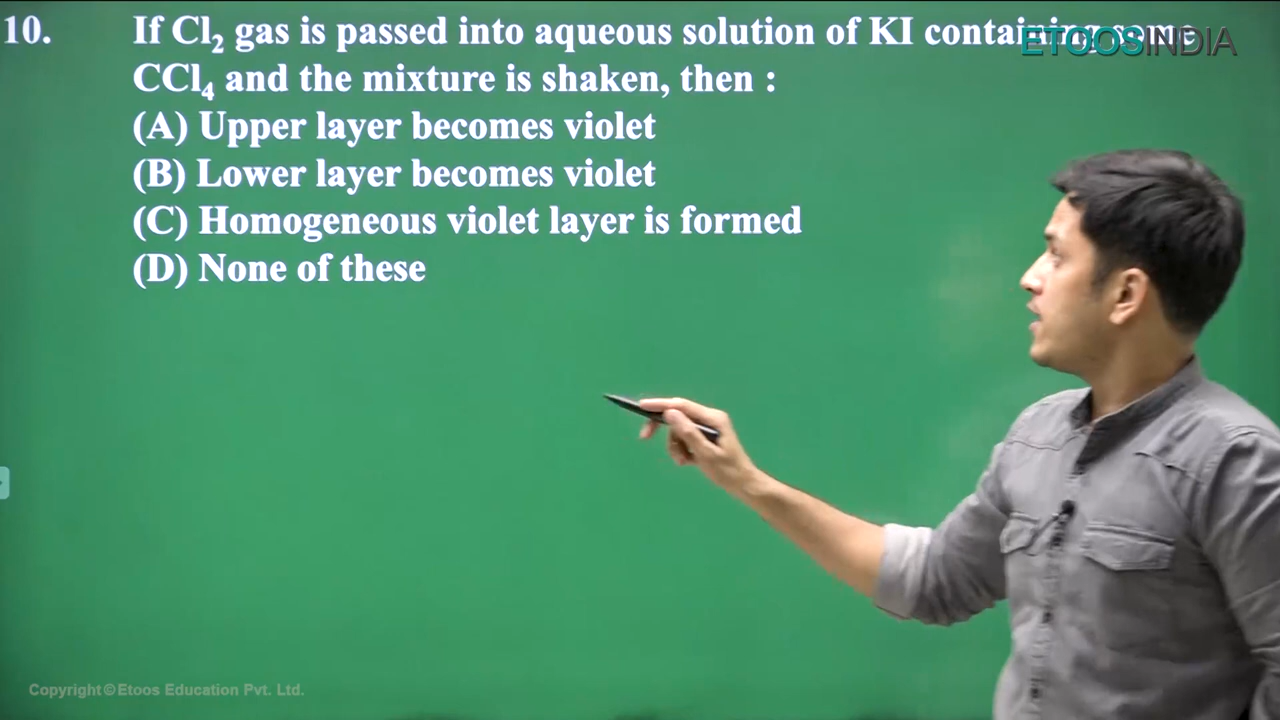 10. If Cl₂ gas is passed into aqueous solution of KI containing some
ETOOSINDIA
CCl₄ and the mixture is shaken, then :
(A) Upper layer becomes violet
(B) Lower layer becomes violet
(C) Homogeneous violet layer is formed
(D) None of these
Copyright © Etoos Education Pvt. Ltd.